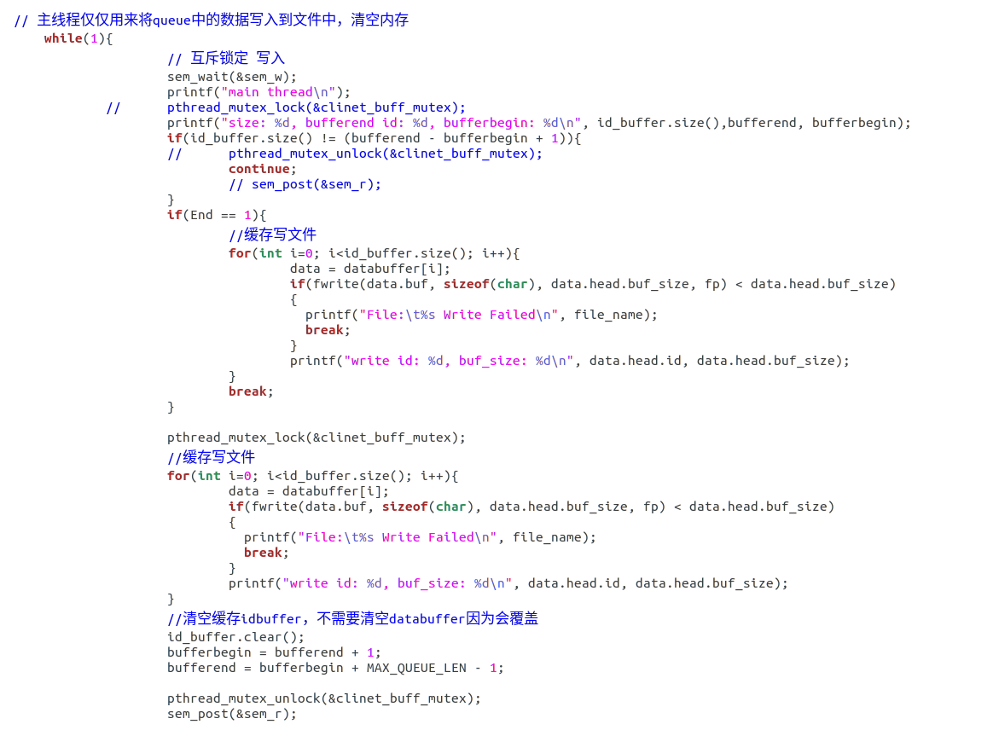 // 主线程仅仅用来将queue中的数据写入到文件中，清空内存
    while(1){
                    // 互斥锁定 写入
                    sem_wait(&sem_w);
                    printf("main thread\n");
            //      pthread_mutex_lock(&clinet_buff_mutex);
                    printf("size: %d, bufferend id: %d, bufferbegin: %d\n", id_buffer.size(),bufferend, bufferbegin);
                    if(id_buffer.size() != (bufferend - bufferbegin + 1)){
                    //      pthread_mutex_unlock(&clinet_buff_mutex);
                            continue;
                            // sem_post(&sem_r);
                    }
                    if(End == 1){
                            //缓存写文件
                            for(int i=0; i<id_buffer.size(); i++){
                                    data = databuffer[i];
                                    if(fwrite(data.buf, sizeof(char), data.head.buf_size, fp) < data.head.buf_size)
                                    {
                                      printf("File:\t%s Write Failed\n", file_name);
                                      break;
                                    }
                                    printf("write id: %d, buf_size: %d\n", data.head.id, data.head.buf_size);
                            }
                            break;
                    }

                    pthread_mutex_lock(&clinet_buff_mutex);
                    //缓存写文件
                    for(int i=0; i<id_buffer.size(); i++){
                            data = databuffer[i];
                            if(fwrite(data.buf, sizeof(char), data.head.buf_size, fp) < data.head.buf_size)
                            {
                              printf("File:\t%s Write Failed\n", file_name);
                              break;
                            }
                            printf("write id: %d, buf_size: %d\n", data.head.id, data.head.buf_size);
                    }
                    //清空缓存idbuffer，不需要清空databuffer因为会覆盖
                    id_buffer.clear();
                    bufferbegin = bufferend + 1;
                    bufferend = bufferbegin + MAX_QUEUE_LEN - 1;

                    pthread_mutex_unlock(&clinet_buff_mutex);
                    sem_post(&sem_r);